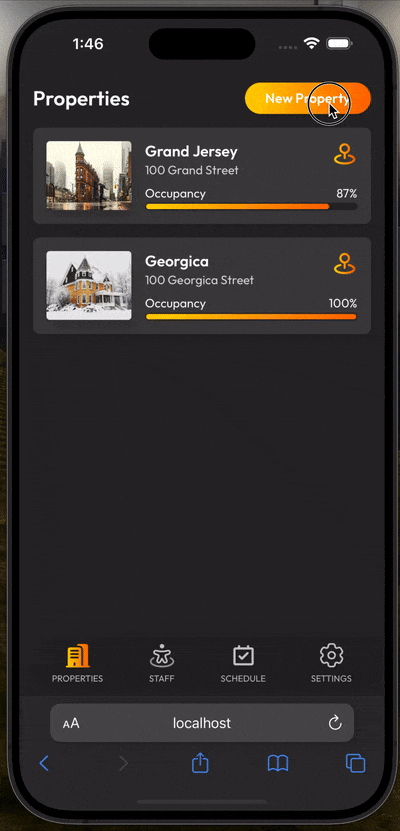 1:46
Properties
New Property
Grand Jersey
100 Grand Street
Occupancy 87%
Georgica
100 Georgica Street
Occupancy 100%
PROPERTIES STAFF SCHEDULE SETTINGS
AA localhost